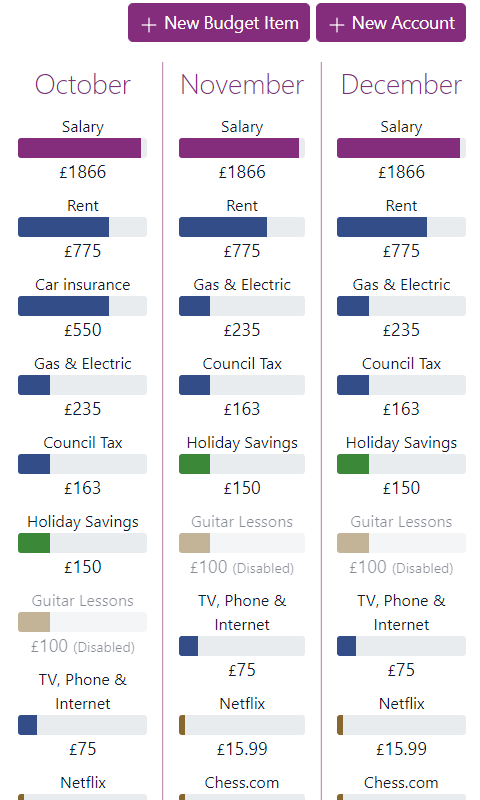 + New Budget Item
+ New Account
October
Salary
£1866
Rent
£775
Car insurance
£550
Gas & Electric
£235
Council Tax
£163
Holiday Savings
£150
Guitar Lessons
£100 (Disabled)
TV, Phone &
Internet
£75
Netflix
November
Salary
£1866
Rent
£775
Gas & Electric
£235
Council Tax
£163
Holiday Savings
£150
Guitar Lessons
£100 (Disabled)
TV, Phone &
Internet
£75
Netflix
£15.99
Chess.com
December
Salary
£1866
Rent
£775
Gas & Electric
£235
Council Tax
£163
Holiday Savings
£150
Guitar Lessons
£100 (Disabled)
TV, Phone &
Internet
£75
Netflix
£15.99
Chess.com